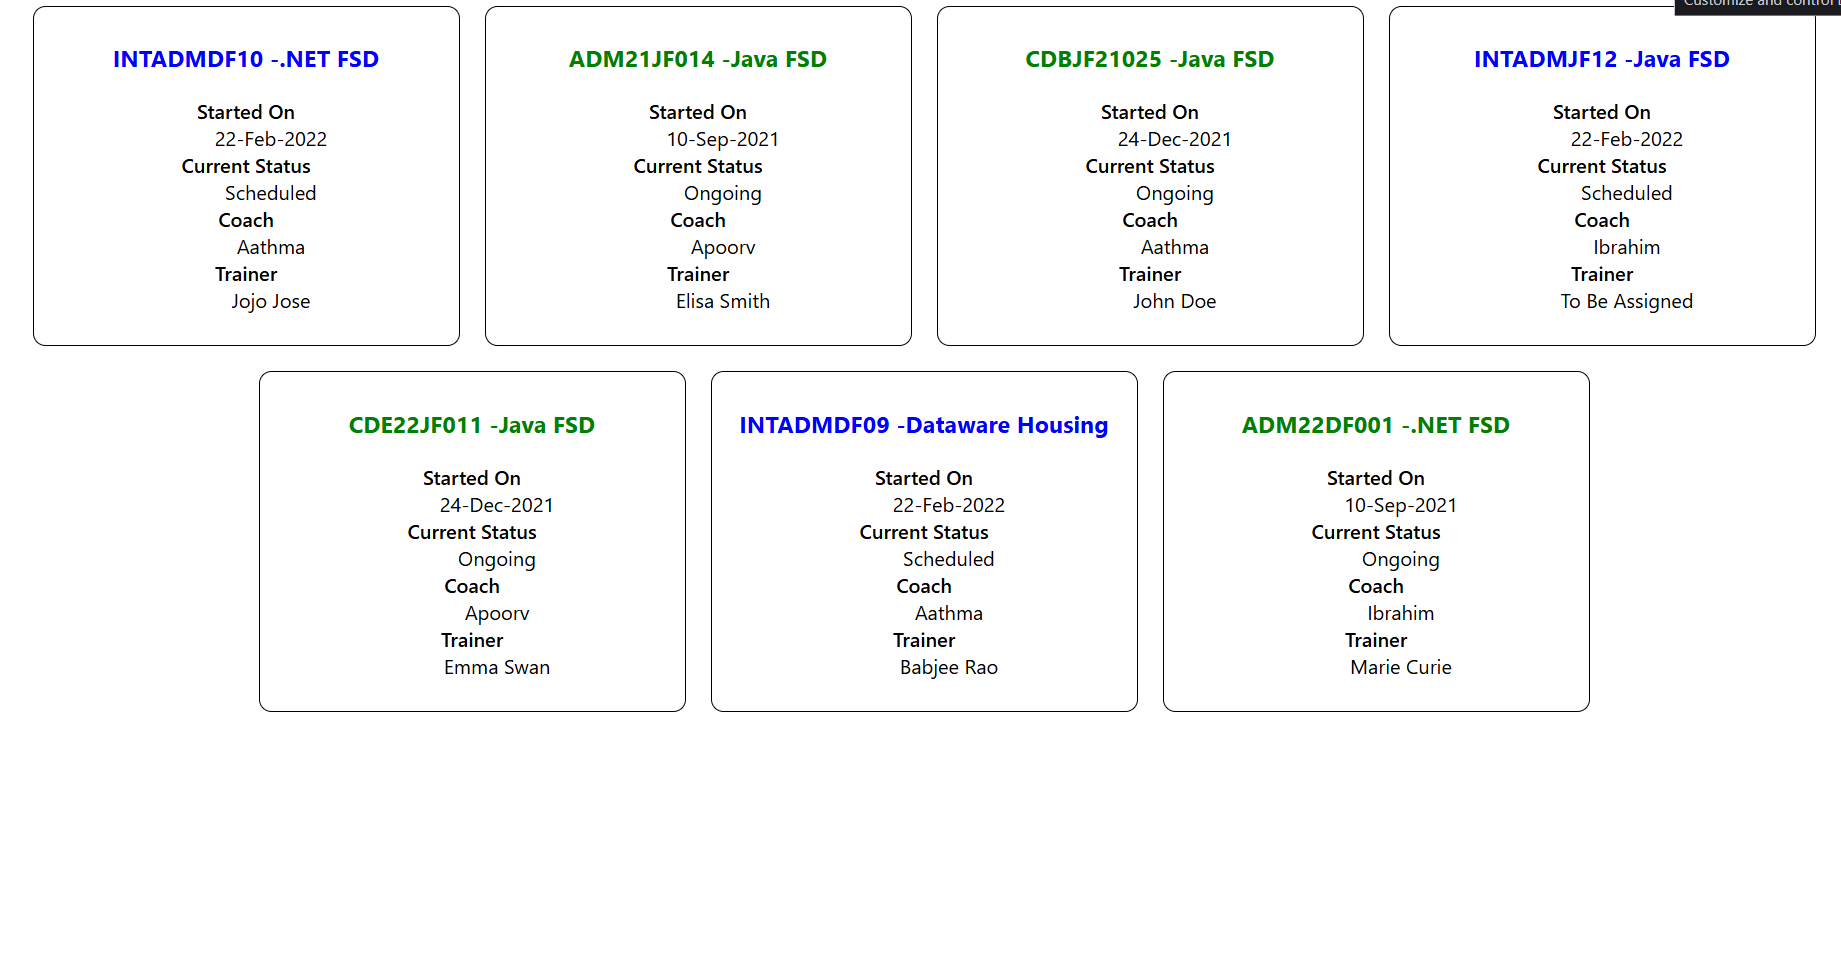 Customize and control
INTADMDF10 -.NET FSD
Started On
22-Feb-2022
Current Status
Scheduled
Coach
Aathma
Trainer
Jojo Jose
ADM21JF014 -Java FSD
Started On
10-Sep-2021
Current Status
Ongoing
Coach
Apoorv
Trainer
Elisa Smith
CDBJF21025 -Java FSD
Started On
24-Dec-2021
Current Status
Ongoing
Coach
Aathma
Trainer
John Doe
INTADMJF12 -Java FSD
Started On
22-Feb-2022
Current Status
Scheduled
Coach
Ibrahim
Trainer
To Be Assigned
CDE22JF011 -Java FSD
Started On
24-Dec-2021
Current Status
Ongoing
Coach
Apoorv
Trainer
Emma Swan
INTADMDF09 -Dataware Housing
Started On
22-Feb-2022
Current Status
Scheduled
Coach
Aathma
Trainer
Babjee Rao
ADM22DF001 -.NET FSD
Started On
10-Sep-2021
Current Status
Ongoing
Coach
Ibrahim
Trainer
Marie Curie